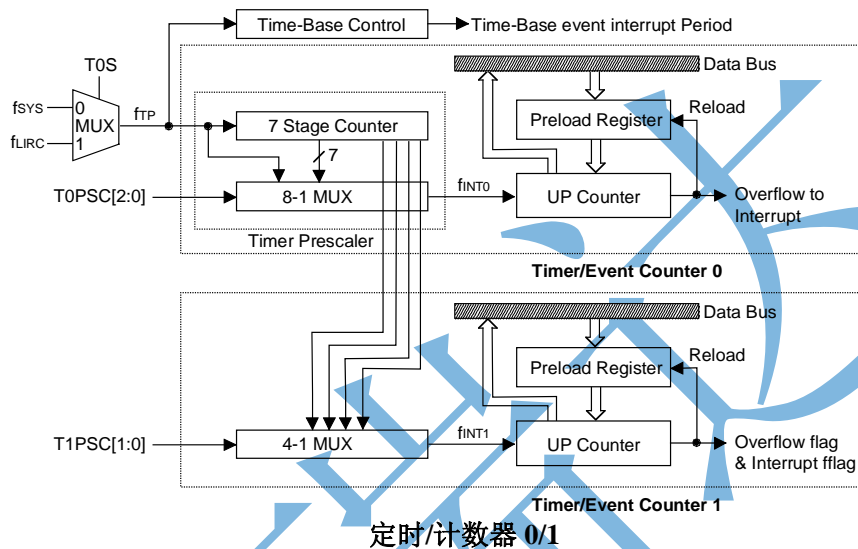 Time-Base Control
Time-Base event interrupt Period
T0S
Data Bus
fSYS
0
MUX
fTP
fLIRC
1
7 Stage Counter
Preload Register
Reload
7
T0PSC[2:0]
8-1 MUX
fINT0
UP Counter
Overflow to
Interrupt
Timer Prescaler
Timer/Event Counter 0
Data Bus
Preload Register
Reload
T1PSC[1:0]
4-1 MUX
fINT1
UP Counter
Overflow flag
& Interrupt fflag
Timer/Event Counter 1
定时/计数器 0/1